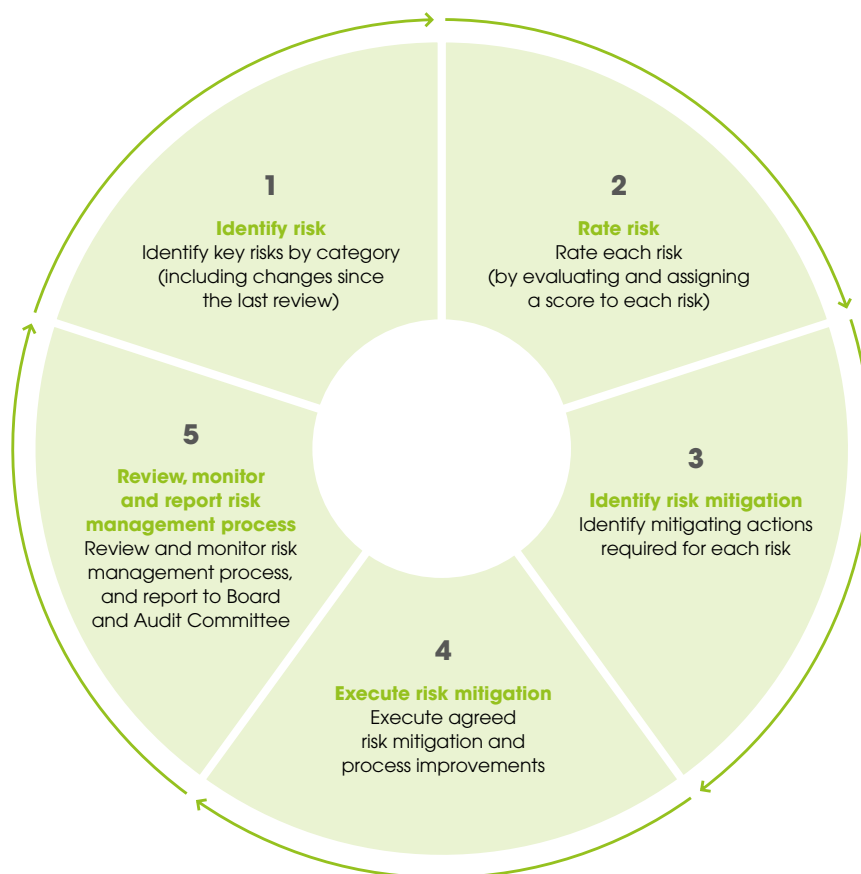 1
Identify risk
Identify key risks by category
(including changes since
the last review)
2
Rate risk
Rate each risk
(by evaluating and assigning
a score to each risk)
3
Identify risk mitigation
Identify mitigating actions
required for each risk
4
Execute risk mitigation
Execute agreed
risk mitigation and
process improvements
5
Review, monitor
and report risk
management process
Review and monitor risk
management process,
and report to Board
and Audit Committee